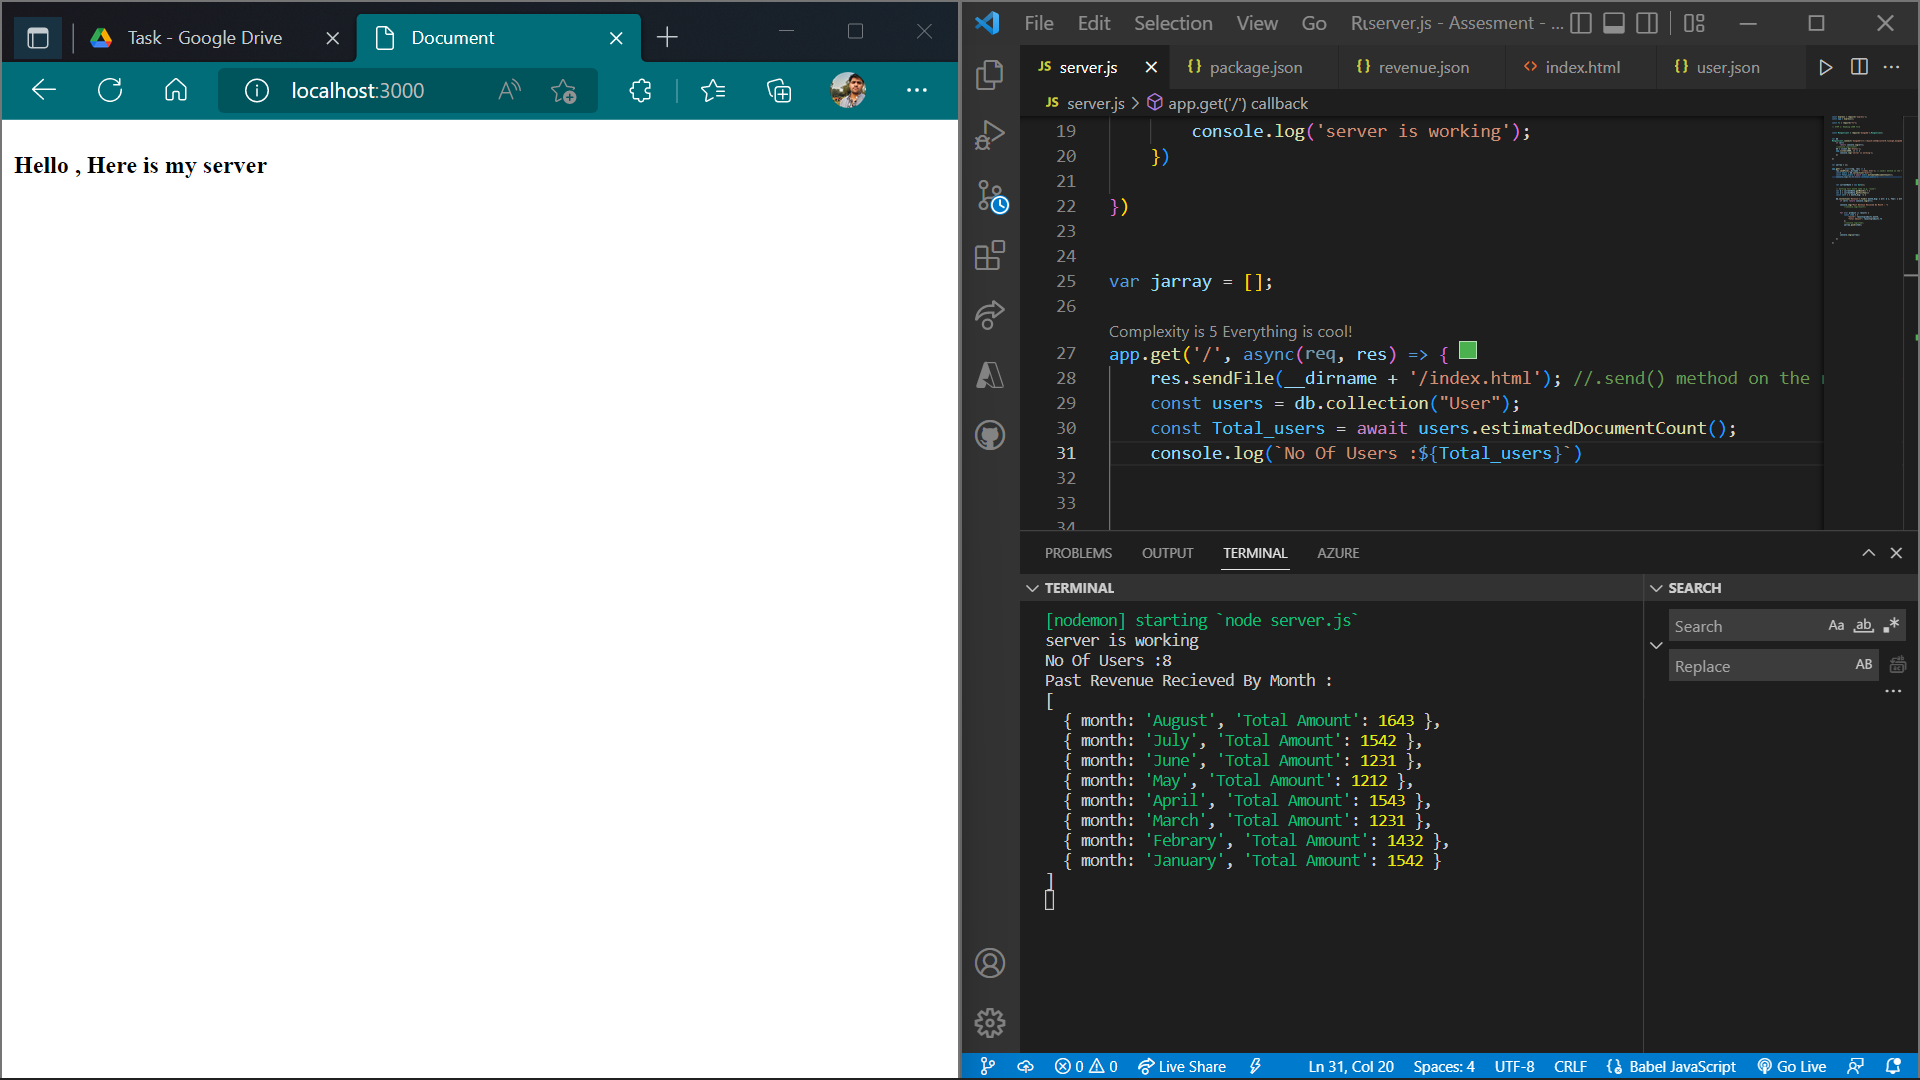 Task - Google Drive
Document
localhost:3000
Hello , Here is my server
File Edit Selection View Go Ru
server.js - Assesment - ...
JS server.js
{} package.json
{} revenue.json
<> index.html
{} user.json
JS server.js > app.get('/') callback
19 console.log('server is working');
20 })
21
22 })
23
24
25 var jarray = [];
26
Complexity is 5 Everything is cool!
27 app.get('/', async(req, res) => {
28 res.sendFile(__dirname + '/index.html'); //.send() method on the
29 const users = db.collection("User");
30 const Total_users = await users.estimatedDocumentCount();
31 console.log(`No Of Users :${Total_users}`)
32
33
34
PROBLEMS OUTPUT TERMINAL AZURE
TERMINAL
[nodemon] starting `node server.js`
server is working
No Of Users :8
Past Revenue Recieved By Month :
[
{ month: 'August', 'Total Amount': 1643 },
{ month: 'July', 'Total Amount': 1542 },
{ month: 'June', 'Total Amount': 1231 },
{ month: 'May', 'Total Amount': 1212 },
{ month: 'April', 'Total Amount': 1543 },
{ month: 'March', 'Total Amount': 1231 },
{ month: 'Febrary', 'Total Amount': 1432 },
{ month: 'January', 'Total Amount': 1542 }
]
SEARCH
Search Aa ab
Replace AB
0 0 Live Share Ln 31, Col 20 Spaces: 4 UTF-8 CRLF {} Babel JavaScript Go Live